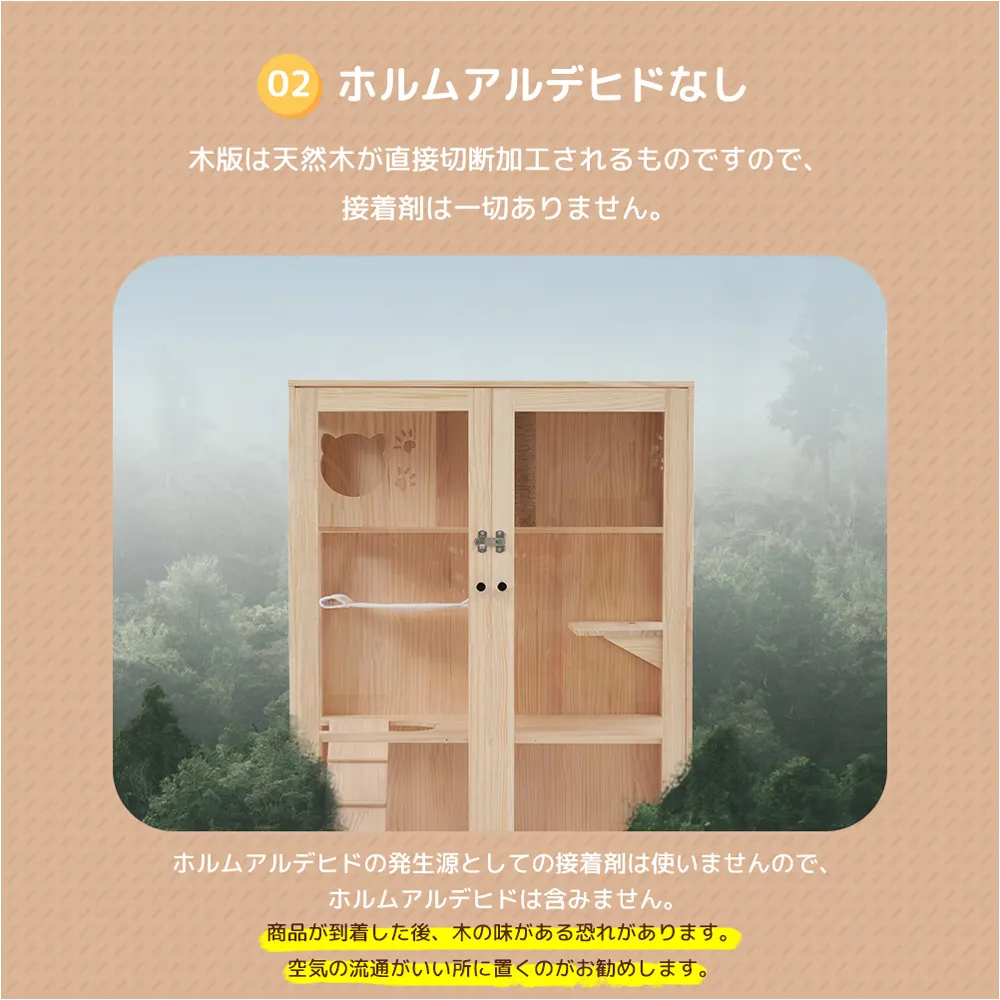 02 ホルムアルデヒドなし
木版は天然木が直接切断加工されるものですので、
接着剤は一切ありません。
ホルムアルデヒドの発生源としての接着剤は使いませんので、
ホルムアルデヒドは含みません。
商品が到着した後、木の味がある恐れがあります。
空気の流通がいい所に置くのがお勧めします。